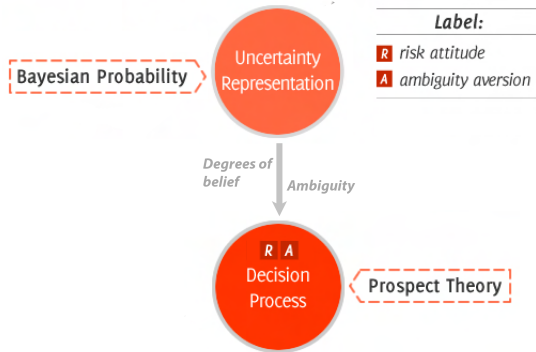 Label:
R risk attitude
A ambiguity aversion
Uncertainty
Representation
Bayesian Probability
Degrees of
belief
Ambiguity
R A
Decision
Process
Prospect Theory